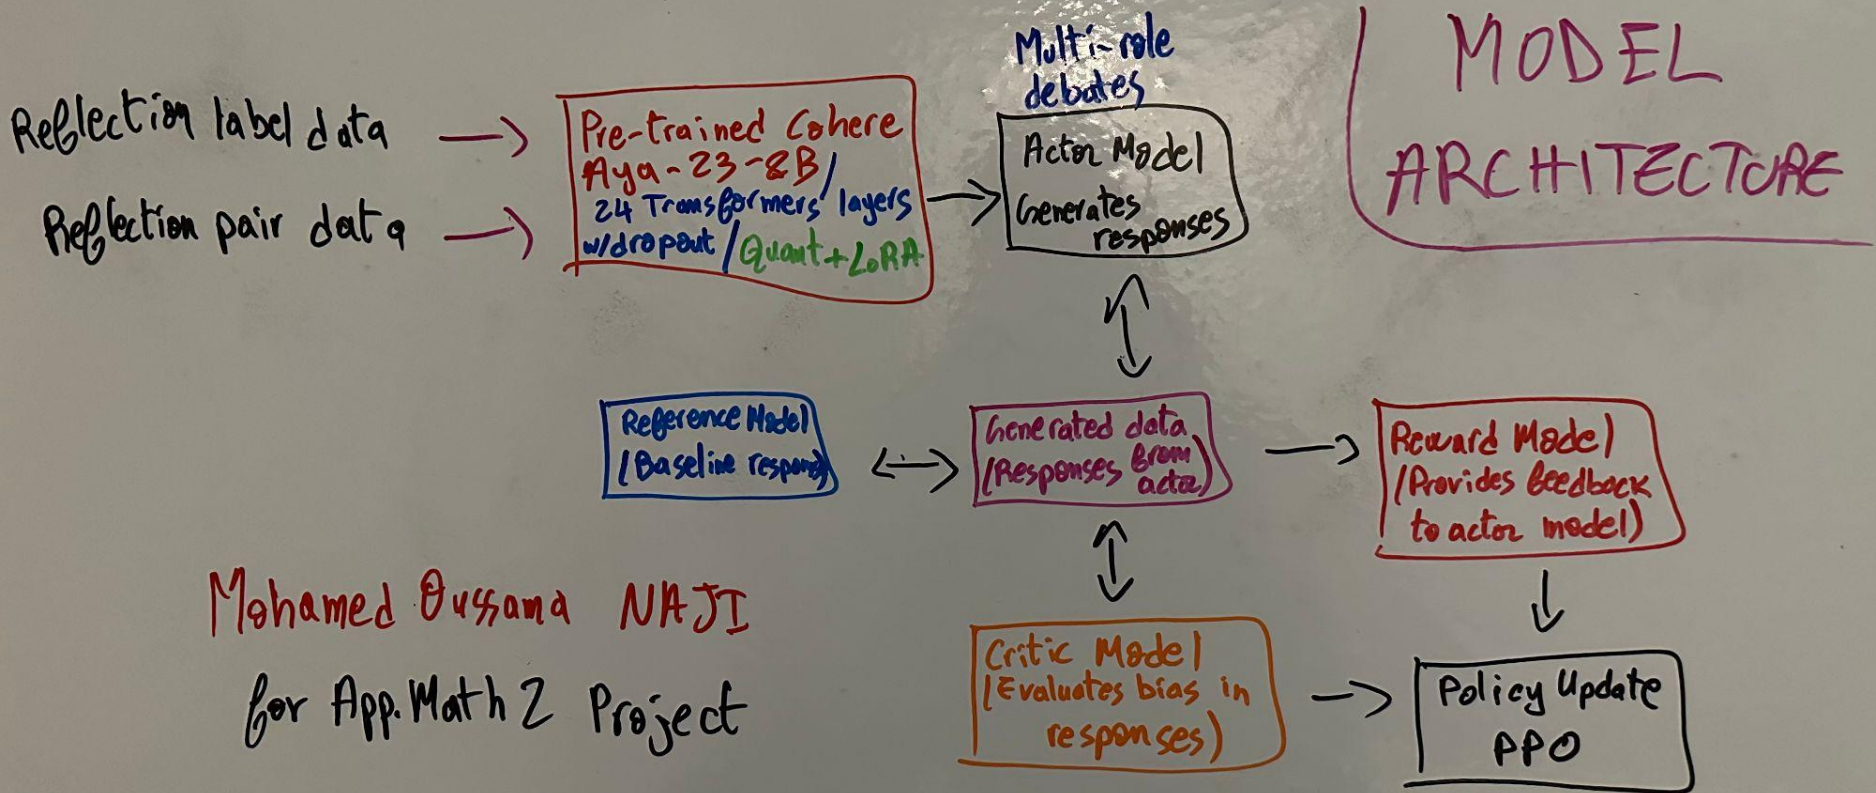 MODEL
ARCHITECTURE
Reflection label data
Reflection pair data
Pre-trained Cohere
Aya-23-8B/
24 Transformers layers
w/dropout/Quant+LoRA
Multi-role
debates
Actor Model
Generates
responses
Reference Model
(Baseline respons)
Generated data
(Responses from
actor)
Reward Model
(Provides feedback
to actor model)
Critic Model
(Evaluates bias in
responses)
Policy Update
PPO
Mohamed Oussama NAJI
for App.Math 2 Project